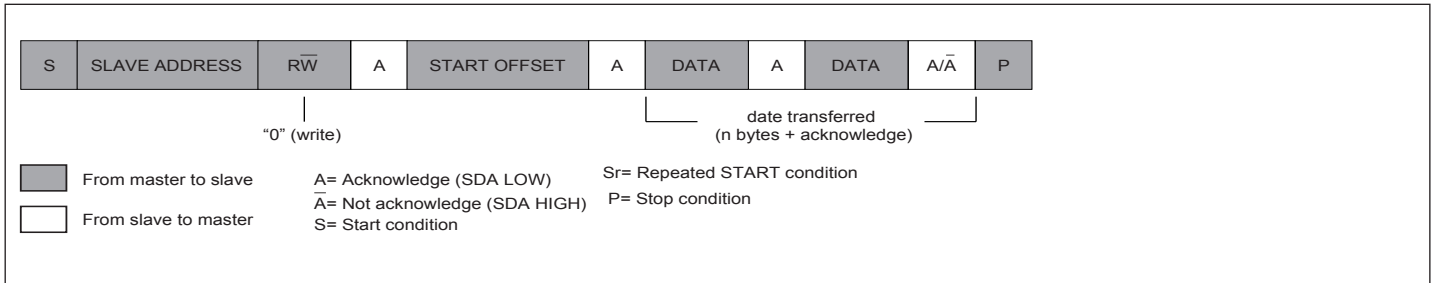 S SLAVE ADDRESS RW̅ A START OFFSET A DATA A DATA A/A̅ P
“0” (write)
date transferred
(n bytes + acknowledge)
From master to slave
From slave to master
A= Acknowledge (SDA LOW)
A̅= Not acknowledge (SDA HIGH)
S= Start condition
Sr= Repeated START condition
P= Stop condition